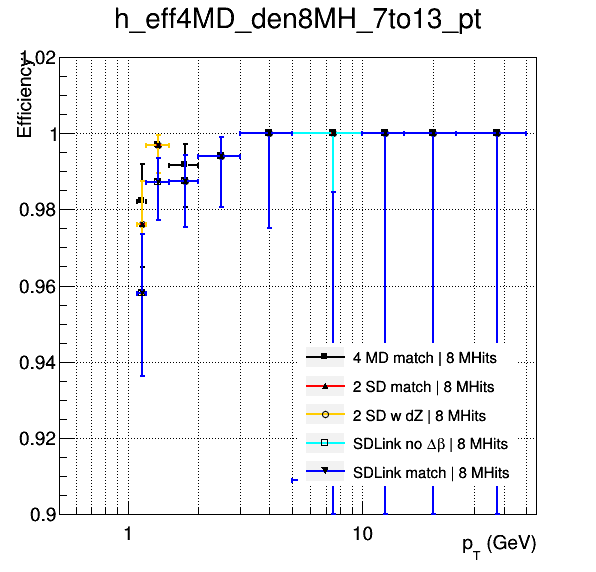 h_eff4MD_den8MH_7to13_pt
Efficiency
1.02
1
0.98
0.96
0.94
0.92
0.9
4 MD match | 8 MHits
2 SD match | 8 MHits
2 SD w dZ | 8 MHits
SDLink no Δβ | 8 MHits
SDLink match | 8 MHits
1
10
p_T (GeV)